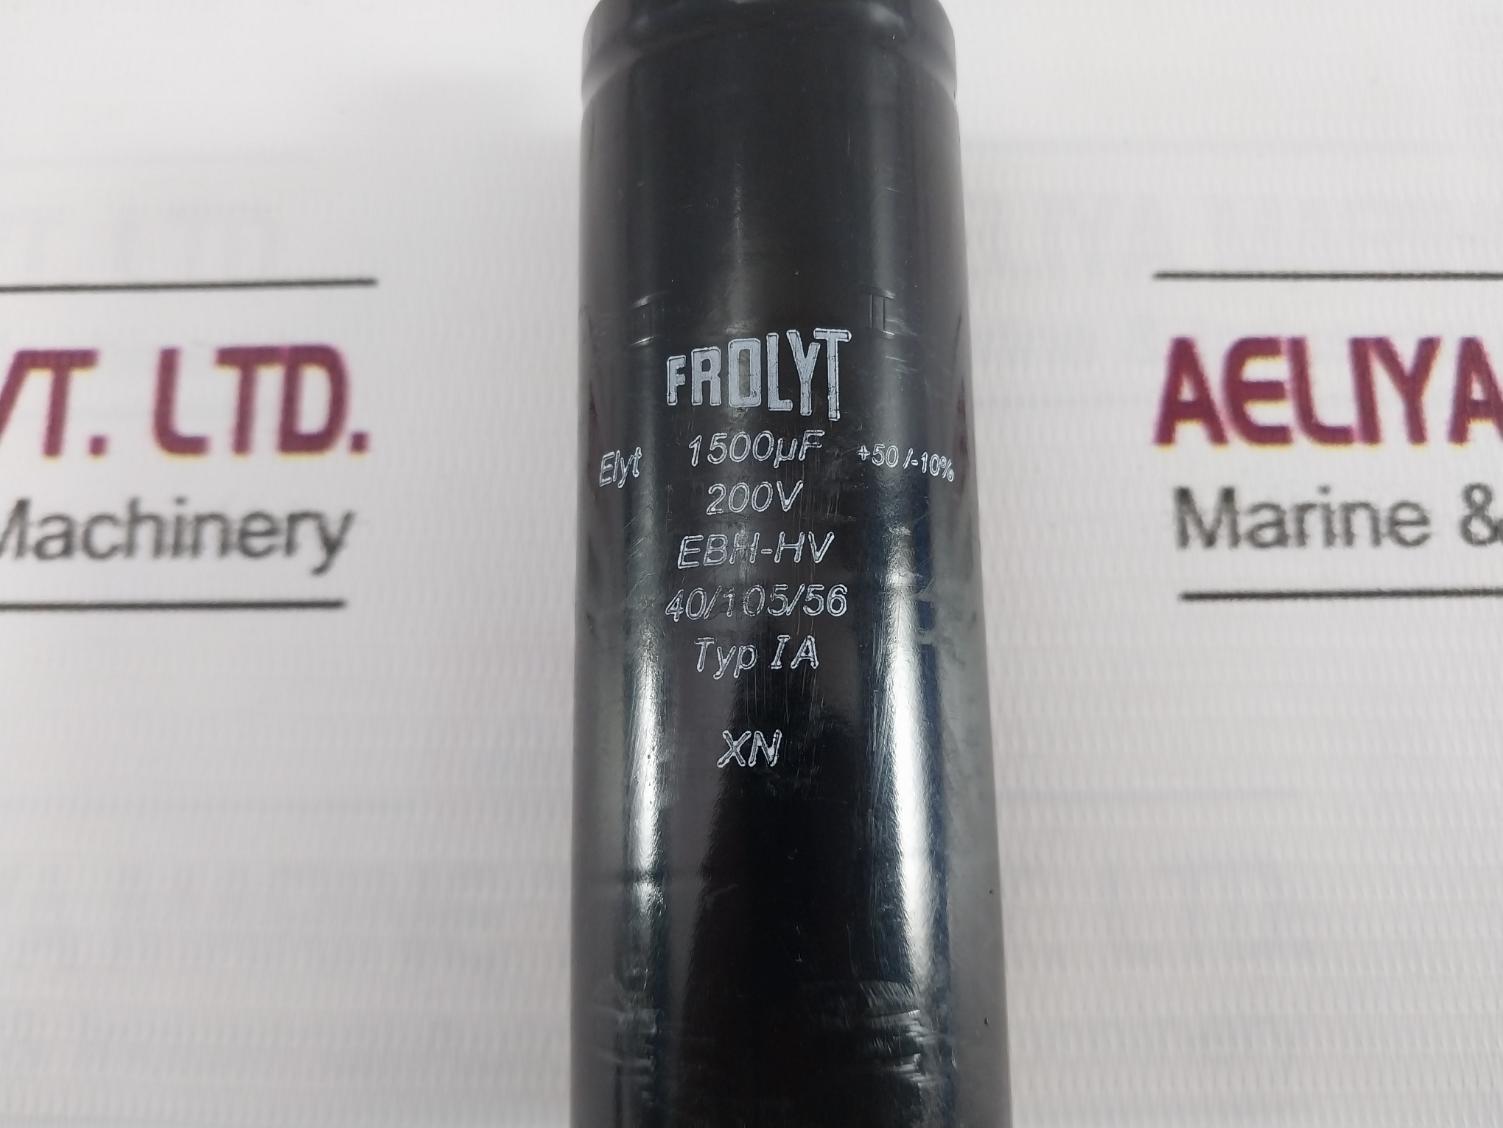 FROLYT
Elyt 1500µF +50/-10%
200V
EBH-HV
40/105/56
Typ IA
XN
VT. LTD.
Machinery
AELIYA
Marine &